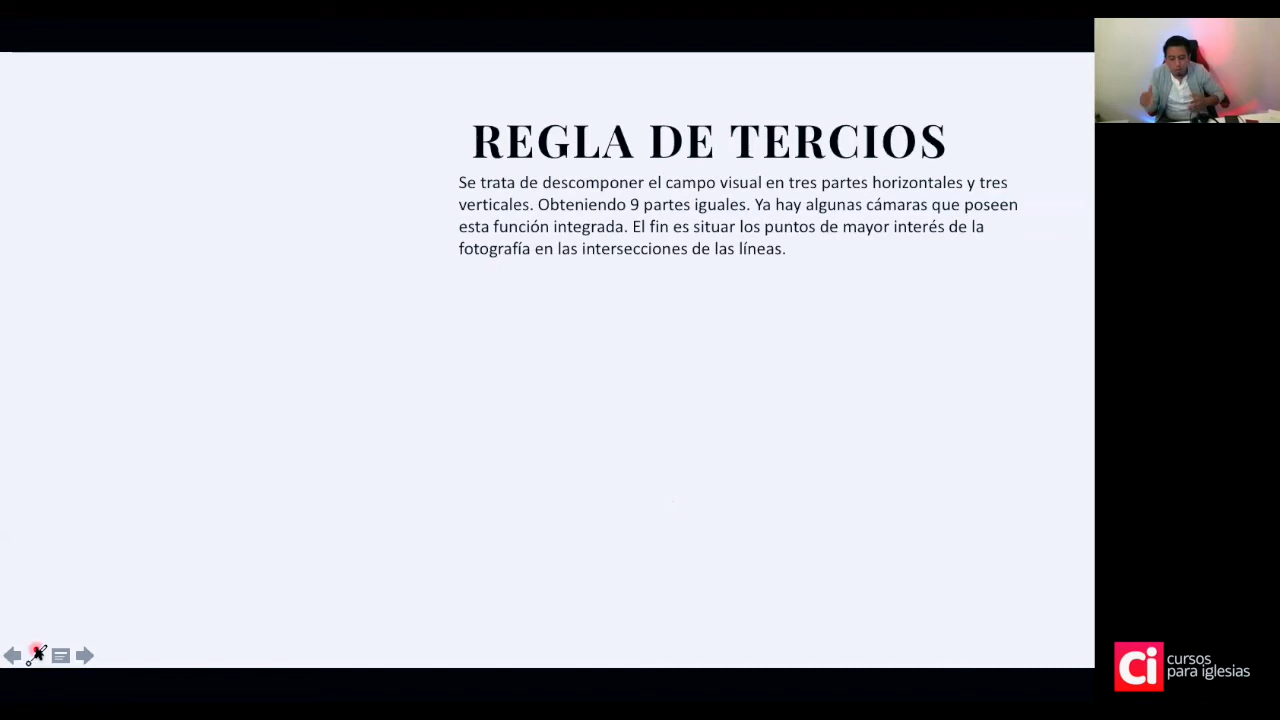 REGLA DE TERCIOS
Se trata de descomponer el campo visual en tres partes horizontales y tres
verticales. Obteniendo 9 partes iguales. Ya hay algunas cámaras que poseen
esta función integrada. El fin es situar los puntos de mayor interés de la
fotografía en las intersecciones de las líneas.
Ci
cursos
para iglesias